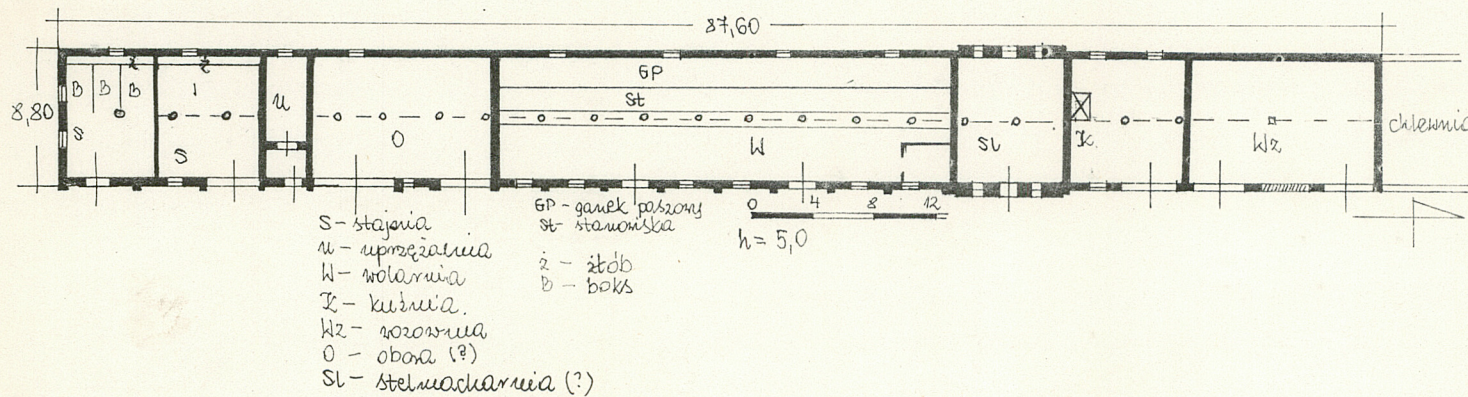 87,60
8,80
B B B
ż
ż
S
S
U
O
GP
St
W
Sl
K
Wz
chlewnia
S - stajnia
U - uprzężalnia
W - wolarnia
K - kuźnia.
Wz - wozownia
O - obora (?)
Sl - stelmacharnia (?)
GP - ganek paszowy
St - stanowiska
ż - żłób
B - boks
0 4 8 12
h = 5,0